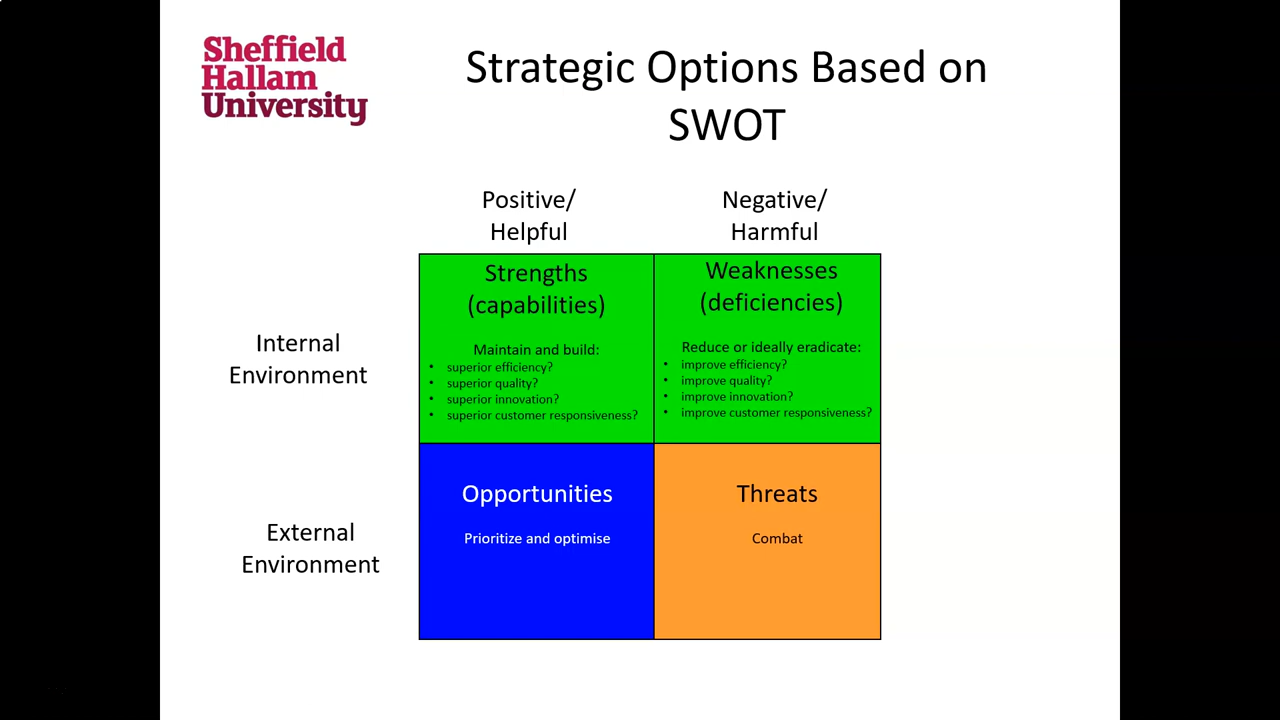 Sheffield
Hallam
University
Strategic Options Based on
SWOT
Positive/
Helpful
Negative/
Harmful
Internal
Environment
Strengths
(capabilities)
Maintain and build:
• superior efficiency?
• superior quality?
• superior innovation?
• superior customer responsiveness?
Weaknesses
(deficiencies)
Reduce or ideally eradicate:
• improve efficiency?
• improve quality?
• improve innovation?
• improve customer responsiveness?
External
Environment
Opportunities
Prioritize and optimise
Threats
Combat